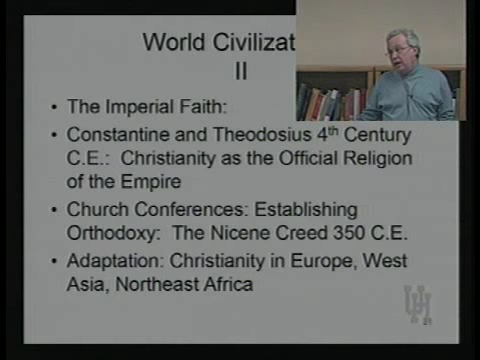 World Civilizat
II
• The Imperial Faith:
• Constantine and Theodosius 4th Century
C.E.: Christianity as the Official Religion
of the Empire
• Church Conferences: Establishing
Orthodoxy: The Nicene Creed 350 C.E.
• Adaptation: Christianity in Europe, West
Asia, Northeast Africa
UH